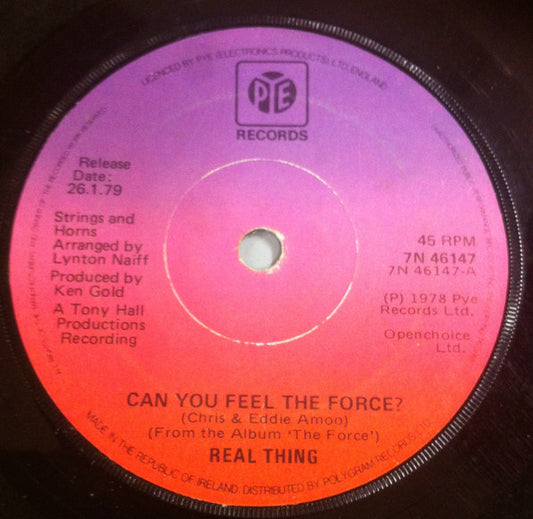 LICENCED BY PYE (ELECTRONICS PRODUCTS) LTD. ENGLAND
PYE
RECORDS
Release
Date:
26.1.79
Strings and
Horns
Arranged by
Lynton Naiff
Produced by
Ken Gold
A Tony Hall
Productions
Recording
45 RPM
7N 46147
7N 46147-A
(P) 1978 Pye
Records Ltd.
Openchoice
Ltd.
CAN YOU FEEL THE FORCE?
(Chris & Eddie Amoo)
(From the Album 'The Force')
REAL THING
MADE IN THE REPUBLIC OF IRELAND. DISTRIBUTED BY POLYGRAM RECORDS LTD